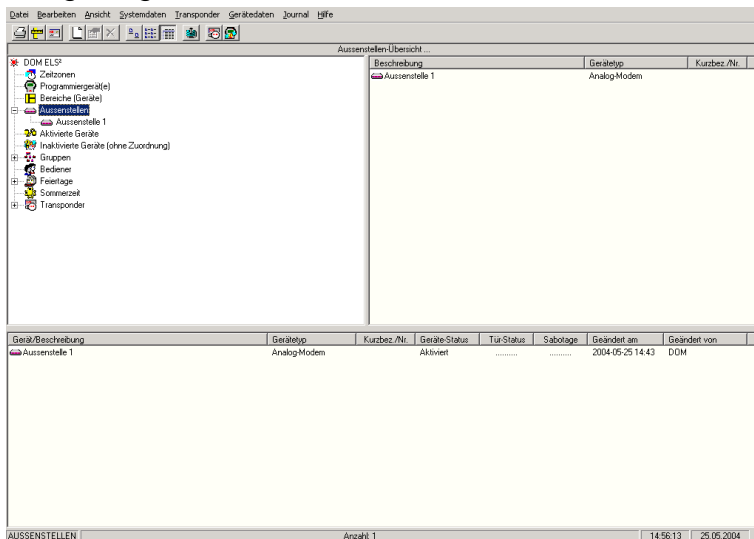 Datei Bearbeiten Ansicht Systemdaten Transponder Gerätedaten Journal Hilfe
Aussenstellen-Übersicht ...
DOM ELS²
Zeitzonen
Programmiergerät(e)
Bereiche (Geräte)
Aussenstellen
Aussenstelle 1
Aktivierte Geräte
Inaktivierte Geräte (ohne Zuordnung)
Gruppen
Bediener
Feiertage
Sommerzeit
Transponder
Beschreibung Gerätetyp Kurzbez./Nr.
Aussenstelle 1 Analog-Modem
Gerät/Beschreibung Gerätetyp Kurzbez./Nr. Geräte-Status Tür-Status Sabotage Geändert am Geändert von
Aussenstelle 1 Analog-Modem Aktiviert .......... .......... 2004-05-25 14:43 DOM
AUSSENSTELLEN Anzahl: 1 14:56:13 25.05.2004